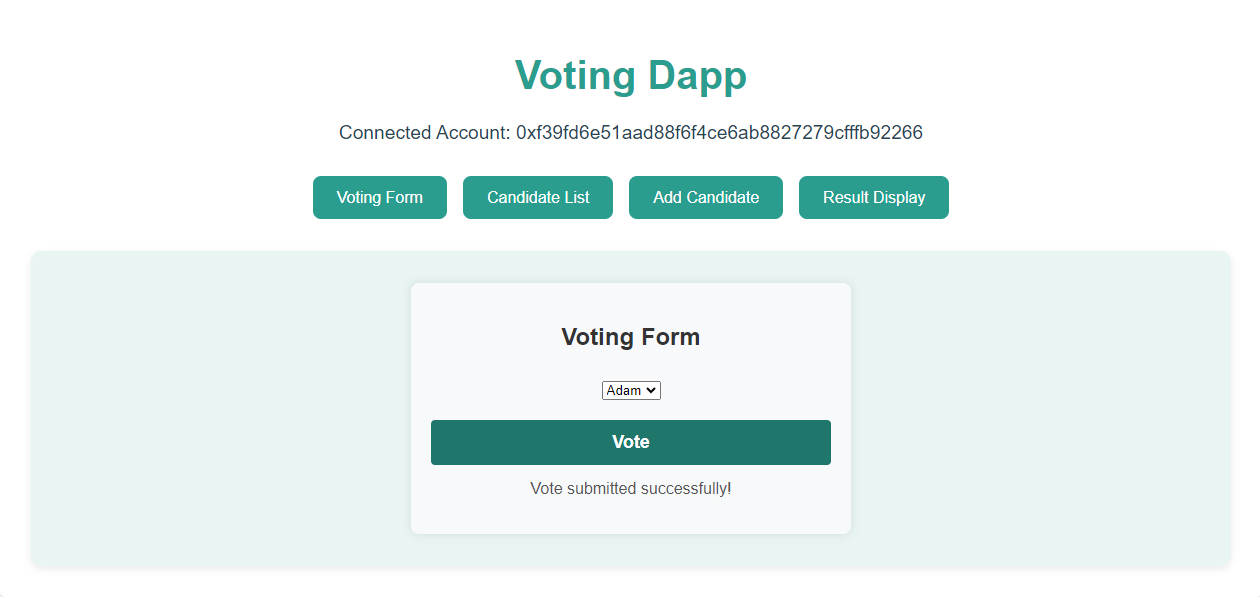 Voting Dapp
Connected Account: 0xf39fd6e51aad88f6f4ce6ab8827279cfffb92266
Voting Form Candidate List Add Candidate Result Display
Voting Form
Adam
Vote
Vote submitted successfully!